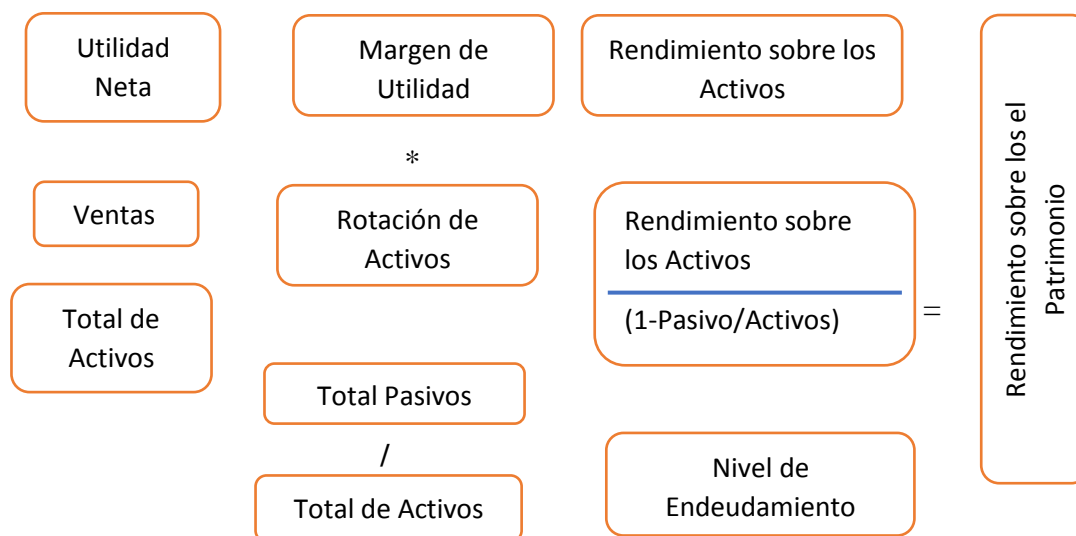 Utilidad
Neta
Margen de
Utilidad
Rendimiento sobre los
Activos
*
Ventas
Rotación de
Activos
Rendimiento sobre
los Activos
(1-Pasivo/Activos)
=
Rendimiento sobre los el
Patrimonio
Total de
Activos
Total Pasivos
/
Total de Activos
Nivel de
Endeudamiento